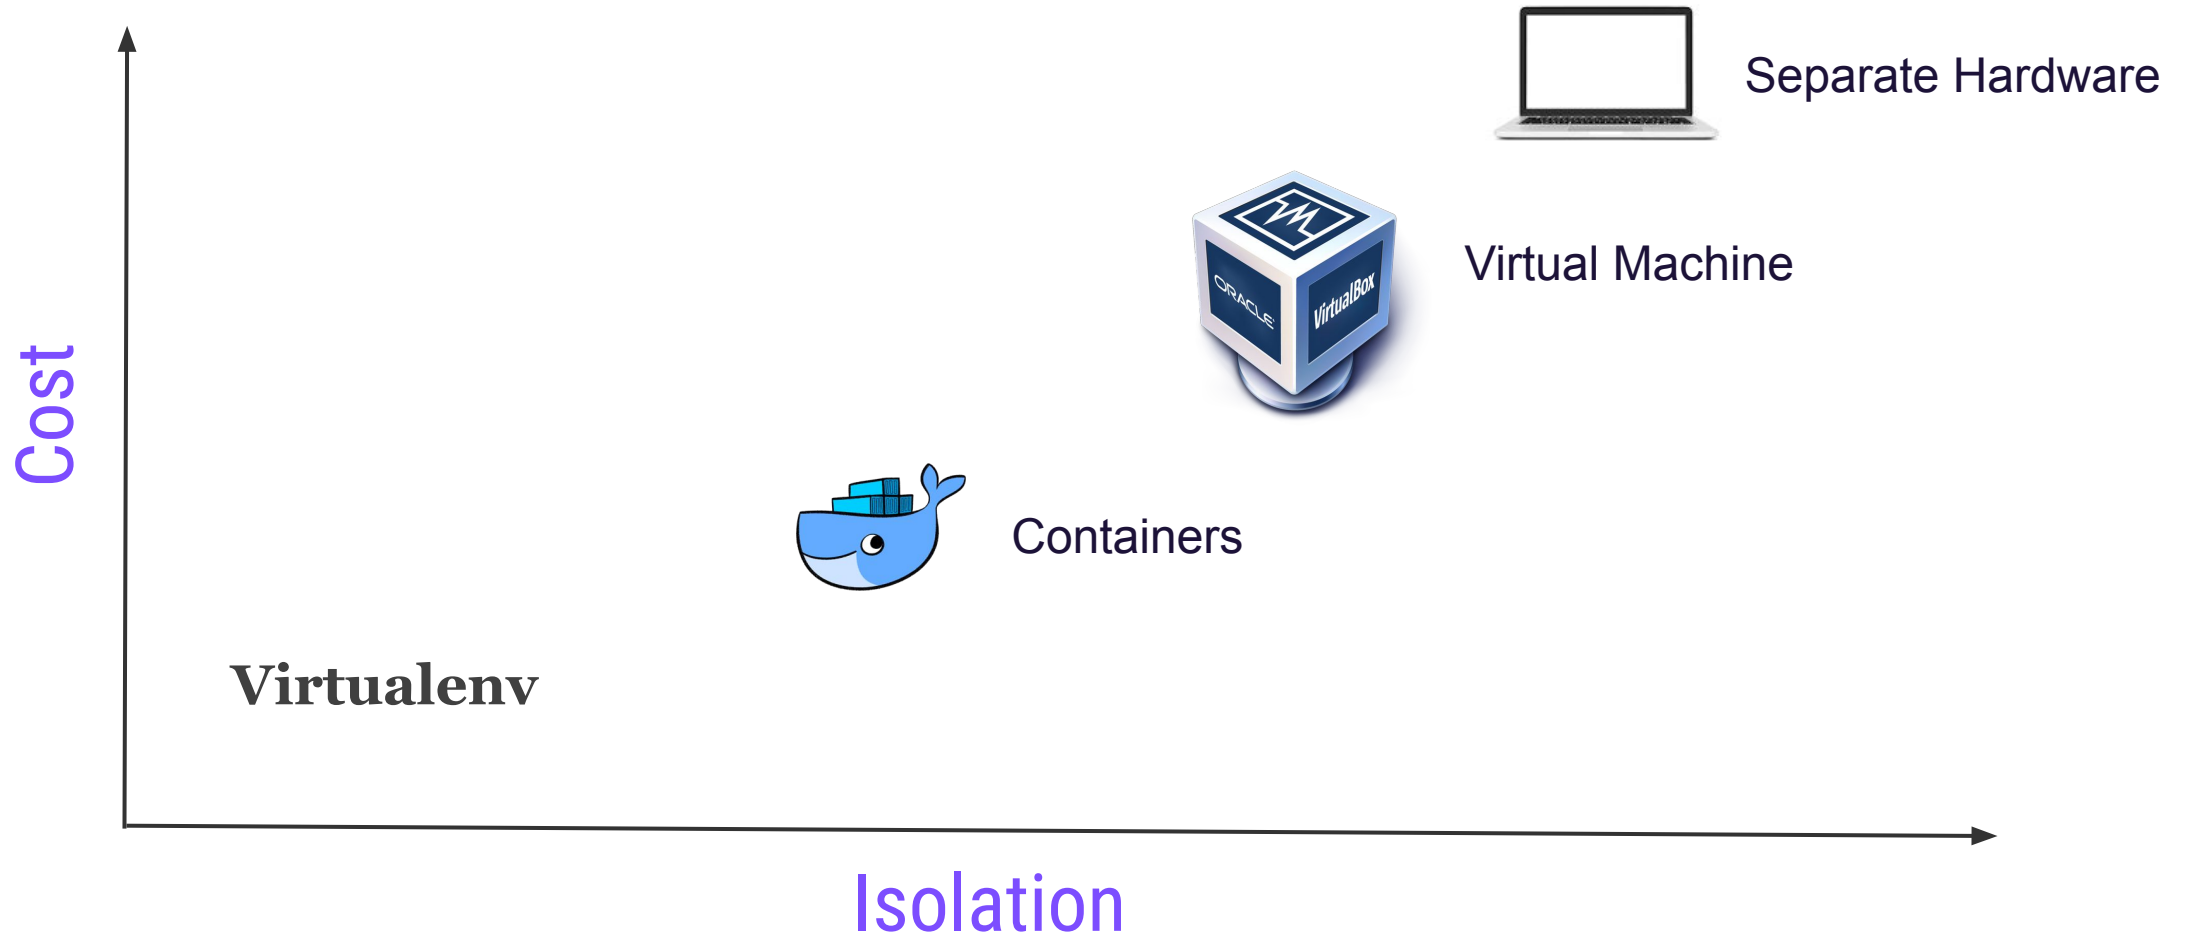 Separate Hardware
Virtual Machine
ORACLE
VirtualBox
Cost
Containers
Virtualenv
Isolation